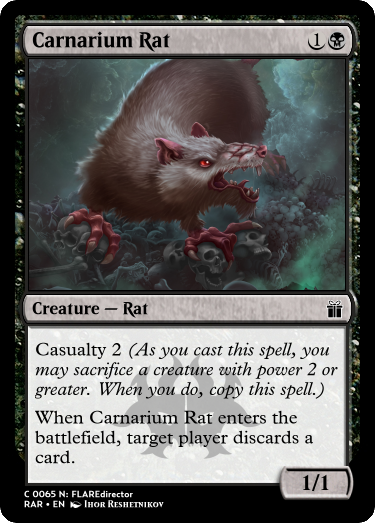 Carnarium Rat
1
Creature — Rat
Casualty 2 (As you cast this spell, you
may sacrifice a creature with power 2 or
greater. When you do, copy this spell.)
When Carnarium Rat enters the
battlefield, target player discards a
card.
1/1
C 0065 N: FLAREdirector
RAR • EN Ihor Reshetnikov